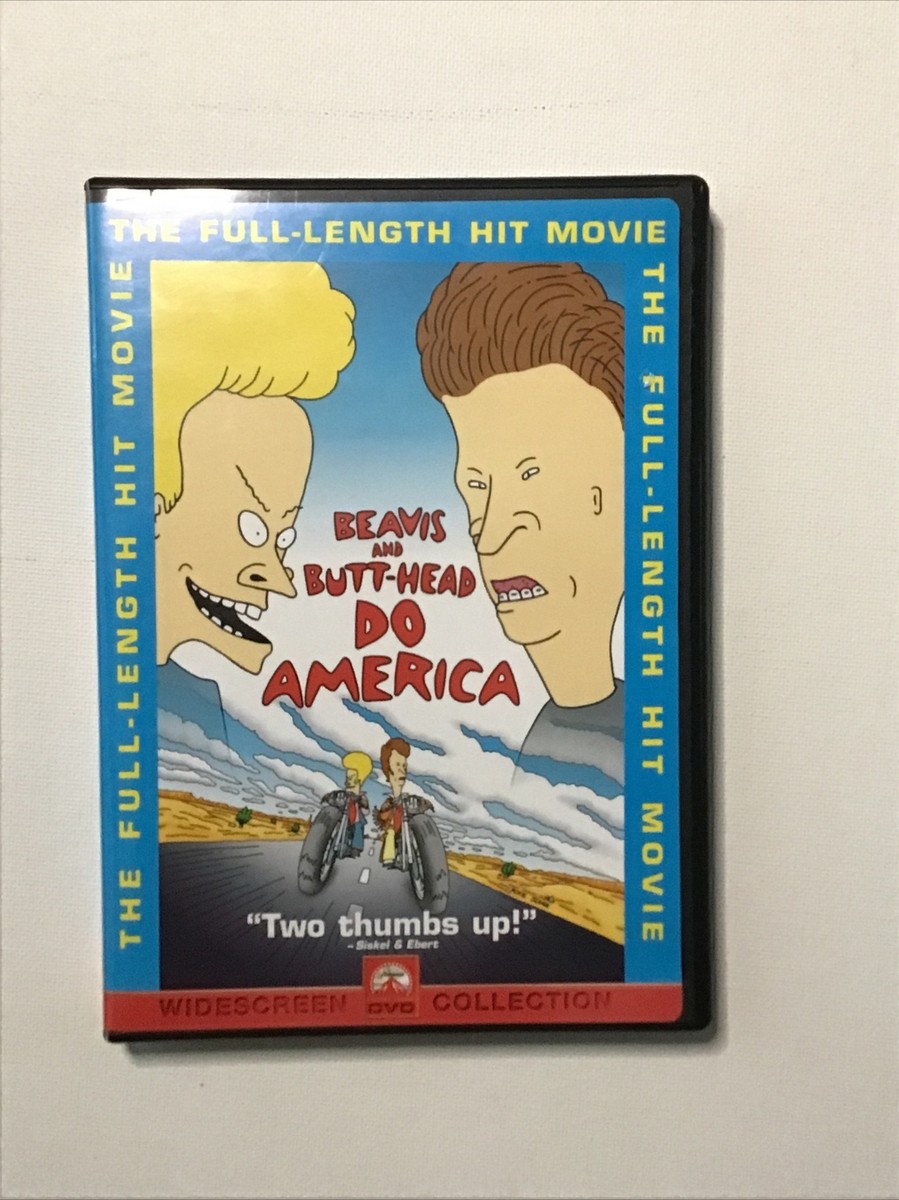 THE FULL-LENGTH HIT MOVIE
THE FULL-LENGTH HIT MOVIE
THE FULL-LENGTH HIT MOVIE
BEAVIS
AND
BUTT-HEAD
DO
AMERICA
“Two thumbs up!”
- Siskel & Ebert
WIDESCREEN DVD COLLECTION